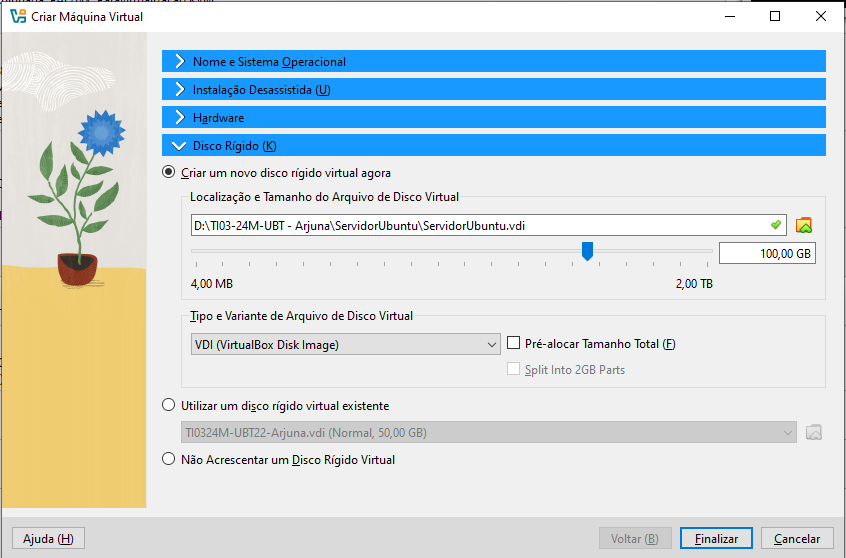 Criar Máquina Virtual
Nome e Sistema Operacional
Instalação Desassistida (U)
Hardware
Disco Rígido (K)
Criar um novo disco rígido virtual agora
Localização e Tamanho do Arquivo de Disco Virtual
D:\TI03-24M-UBT - Arjuna\ServidorUbuntu\ServidorUbuntu.vdi
100,00 GB
4,00 MB 2,00 TB
Tipo e Variante de Arquivo de Disco Virtual
VDI (VirtualBox Disk Image) Pré-alocar Tamanho Total (F)
Split Into 2GB Parts
Utilizar um disco rígido virtual existente
TI0324M-UBT22-Arjuna.vdi (Normal, 50,00 GB)
Não Acrescentar um Disco Rígido Virtual
Ajuda (H) Voltar (B) Finalizar Cancelar